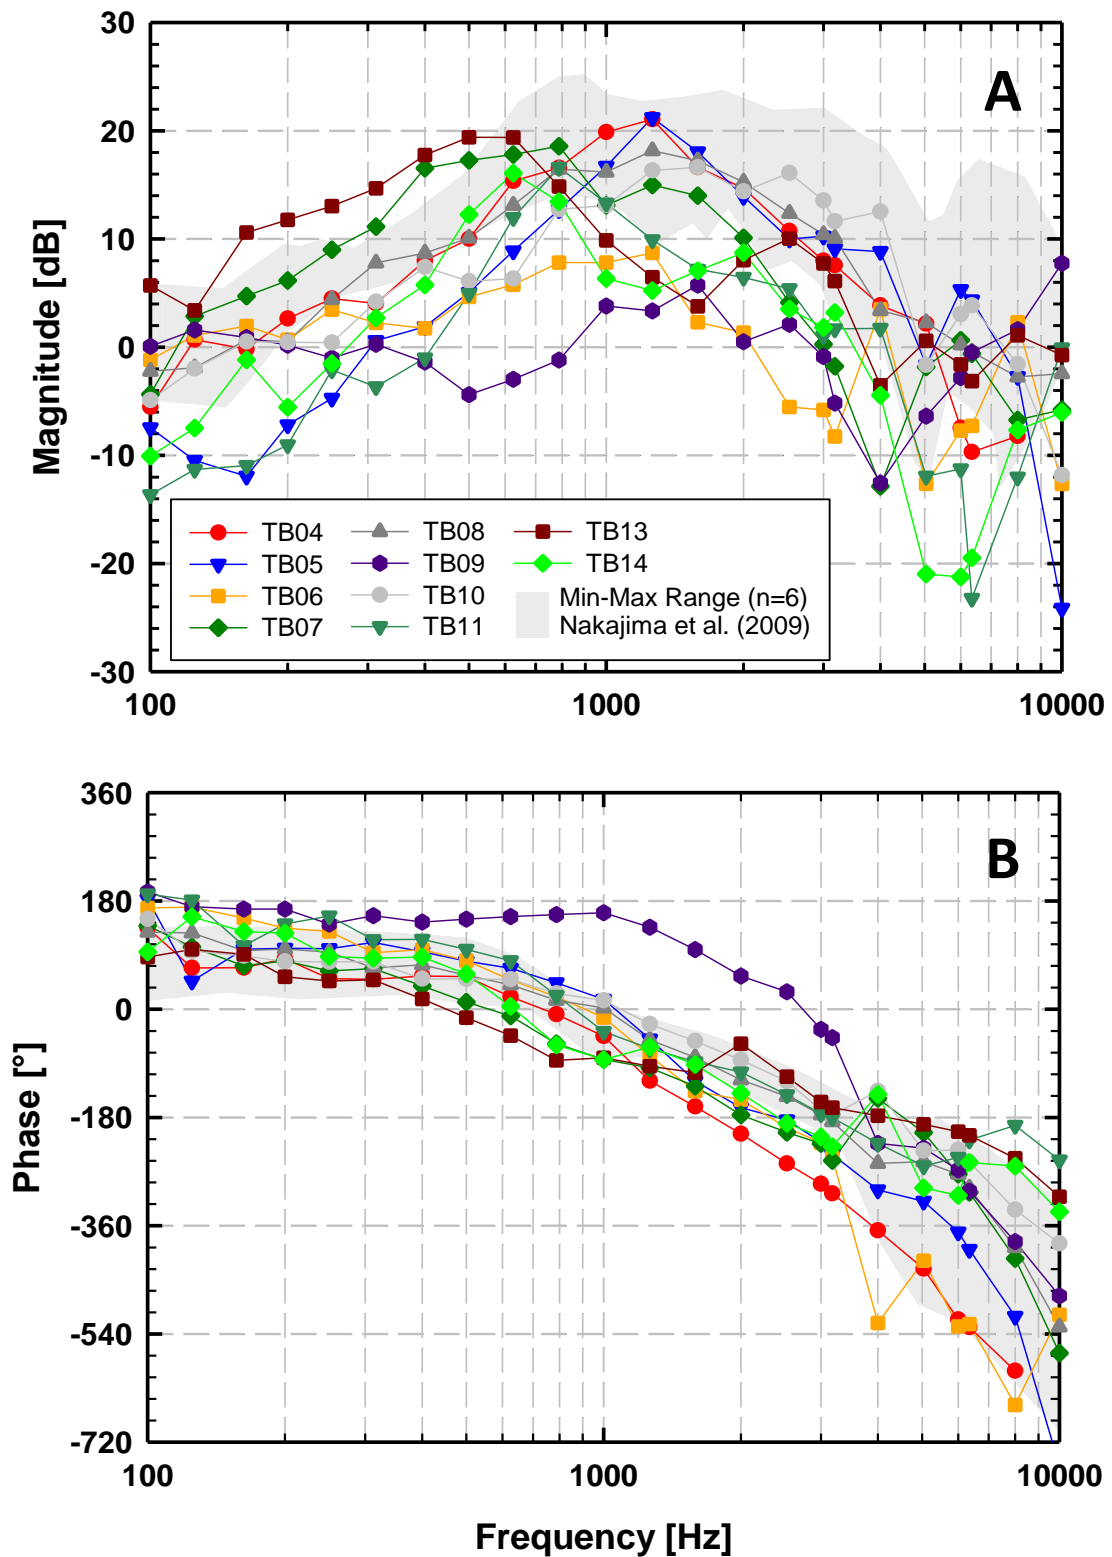 A
30
20
10
0
-10
-20
-30
Magnitude [dB]
TB04 TB08 TB13
TB05 TB09 TB14
TB06 TB10 Min-Max Range (n=6)
TB07 TB11 Nakajima et al. (2009)
100 1000 10000
B
360
180
0
-180
-360
-540
-720
Phase [°]
100 1000 10000
Frequency [Hz]